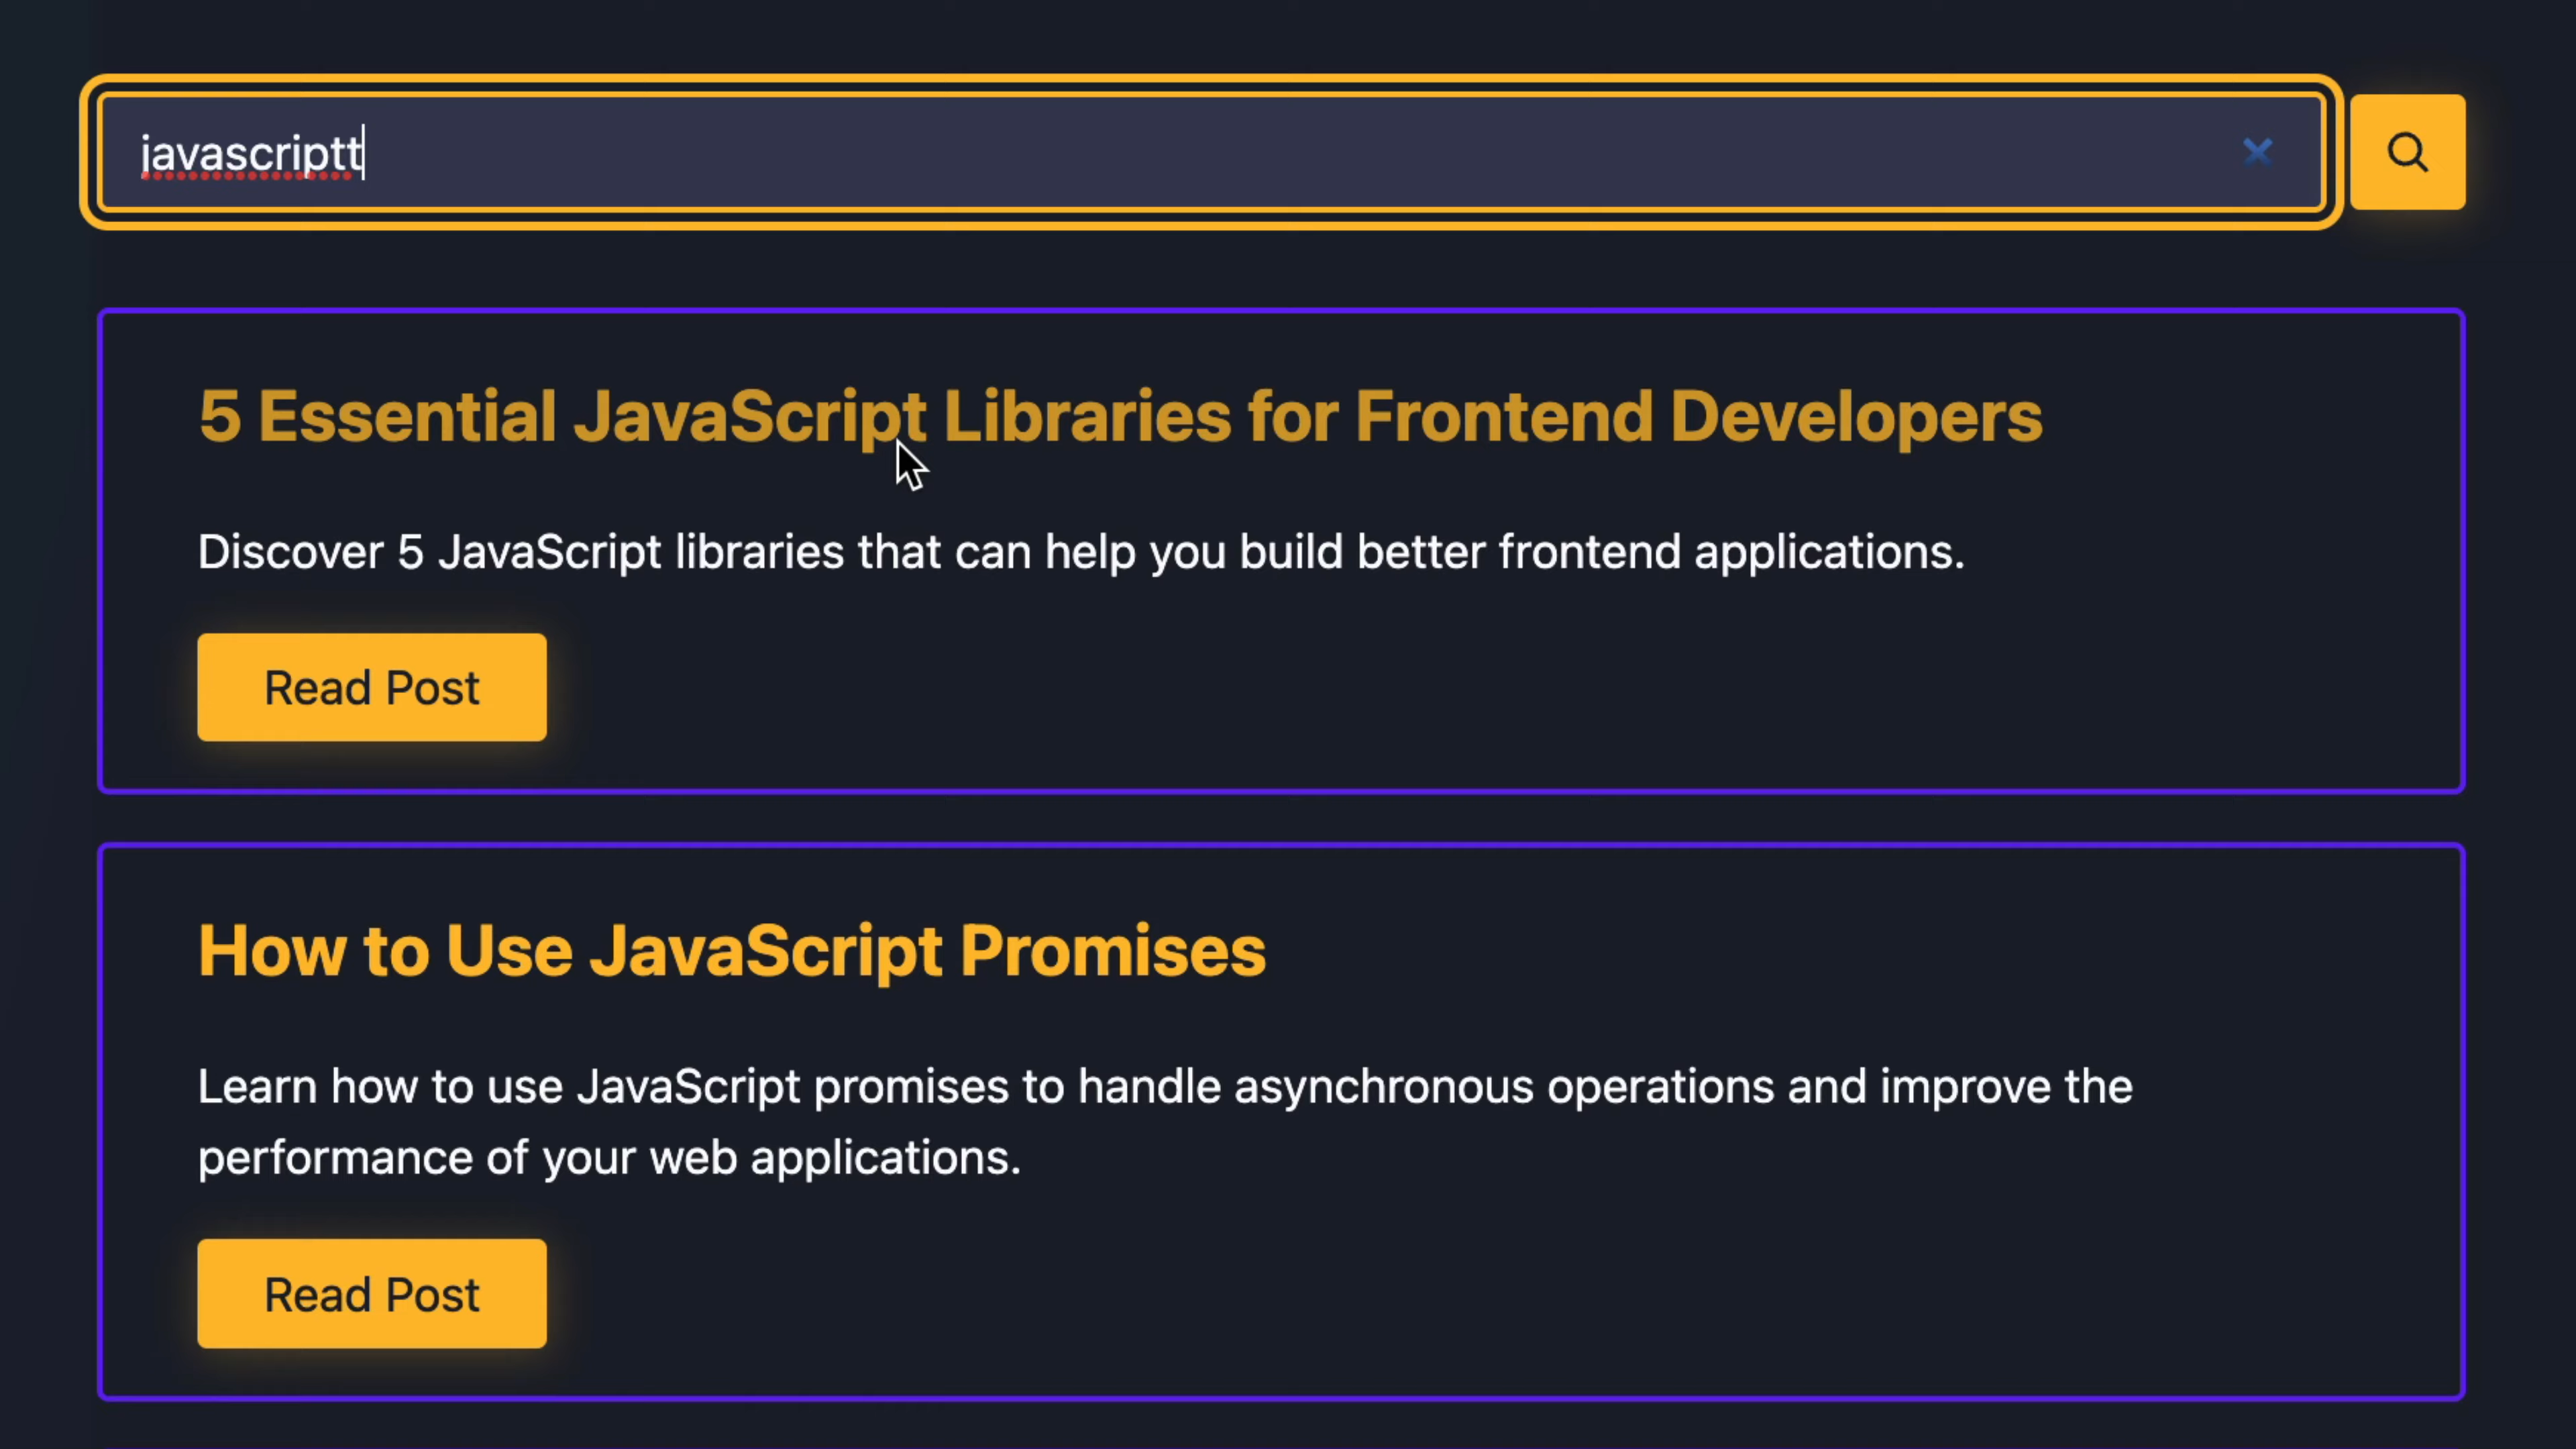 javascriptt
5 Essential JavaScript Libraries for Frontend Developers
Discover 5 JavaScript libraries that can help you build better frontend applications.
Read Post
How to Use JavaScript Promises
Learn how to use JavaScript promises to handle asynchronous operations and improve the
performance of your web applications.
Read Post